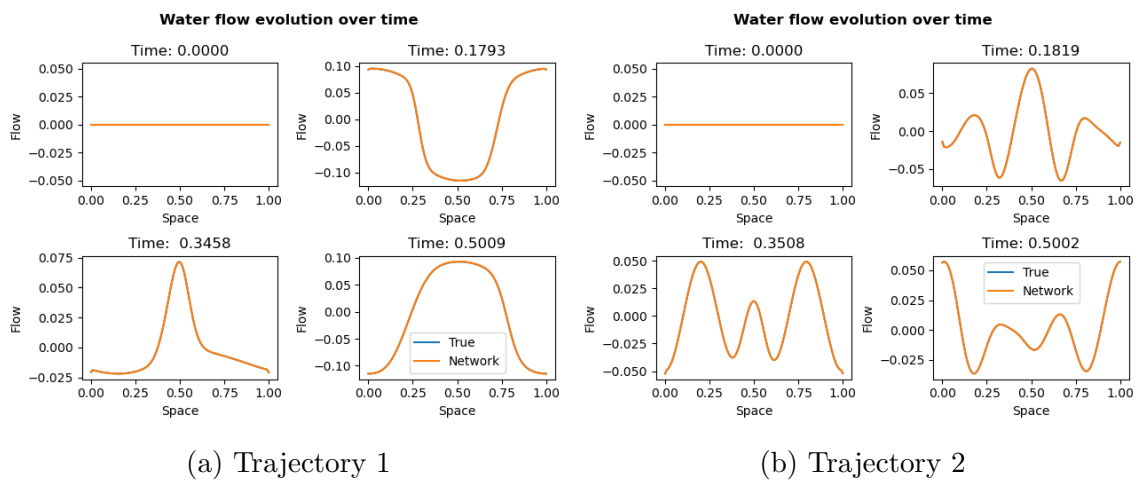 Water flow evolution over time
Time: 0.0000
0.050
0.025
0.000
−0.025
−0.050
Flow
0.00 0.25 0.50 0.75 1.00
Space
Time: 0.1793
0.10
0.05
0.00
−0.05
−0.10
Flow
0.00 0.25 0.50 0.75 1.00
Space
Time:  0.3458
0.075
0.050
0.025
0.000
−0.025
Flow
0.00 0.25 0.50 0.75 1.00
Space
Time: 0.5009
0.10
0.05
0.00
−0.05
−0.10
Flow
True
Network
0.00 0.25 0.50 0.75 1.00
Space
(a) Trajectory 1
Water flow evolution over time
Time: 0.0000
0.050
0.025
0.000
−0.025
−0.050
Flow
0.00 0.25 0.50 0.75 1.00
Space
Time: 0.1819
0.05
0.00
−0.05
Flow
0.00 0.25 0.50 0.75 1.00
Space
Time:  0.3508
0.050
0.025
0.000
−0.025
−0.050
Flow
0.00 0.25 0.50 0.75 1.00
Space
Time: 0.5002
0.050
0.025
0.000
−0.025
Flow
True
Network
0.00 0.25 0.50 0.75 1.00
Space
(b) Trajectory 2